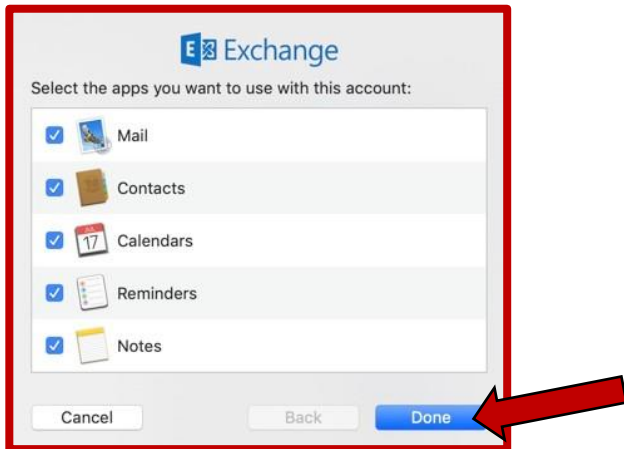 E Exchange
Select the apps you want to use with this account:
Mail
Contacts
JUL
17
Calendars
Reminders
Notes
Cancel
Back
Done